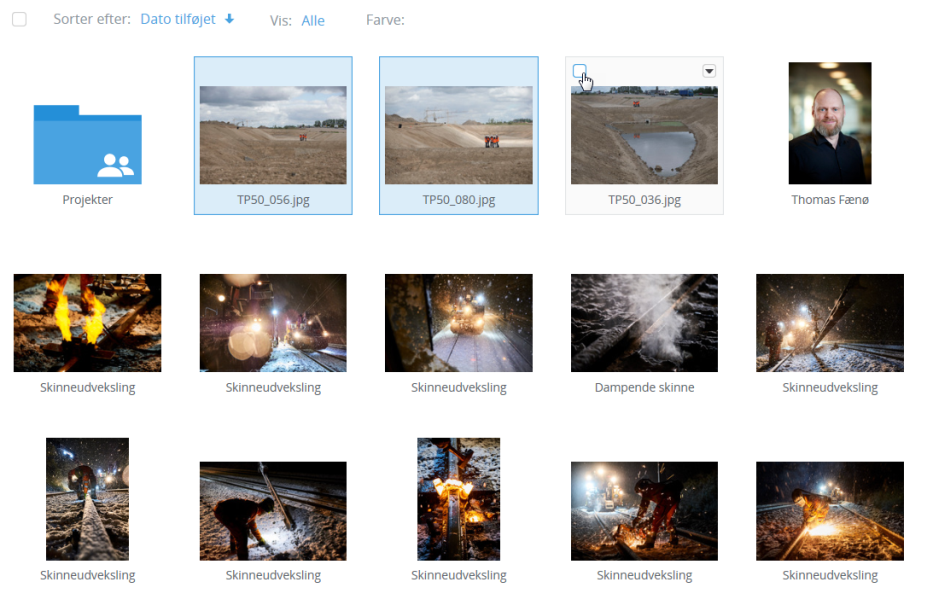 Sorter efter: Dato tilføjet Vis: Alle Farve:
Projekter TP50_056.jpg TP50_080.jpg TP50_036.jpg Thomas Fænø
Skinneudveksling Skinneudveksling Skinneudveksling Dampende skinne Skinneudveksling
Skinneudveksling Skinneudveksling Skinneudveksling Skinneudveksling Skinneudveksling